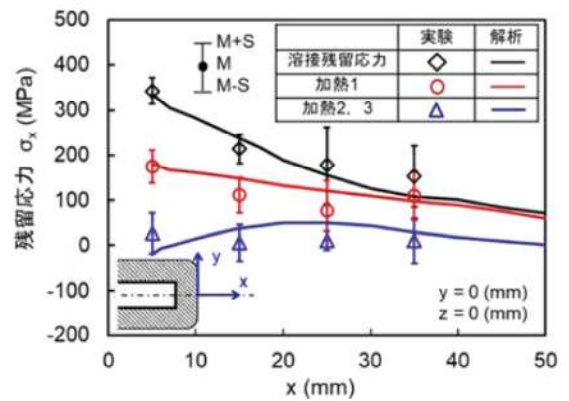 500
400
300
200
100
0
-100
-200
残留応力 σx (MPa)
M+S
M
M-S
実験 解析
溶接残留応力
加熱1
加熱2．3
y
x
y = 0 (mm)
z = 0 (mm)
0 10 20 30 40 50
x (mm)